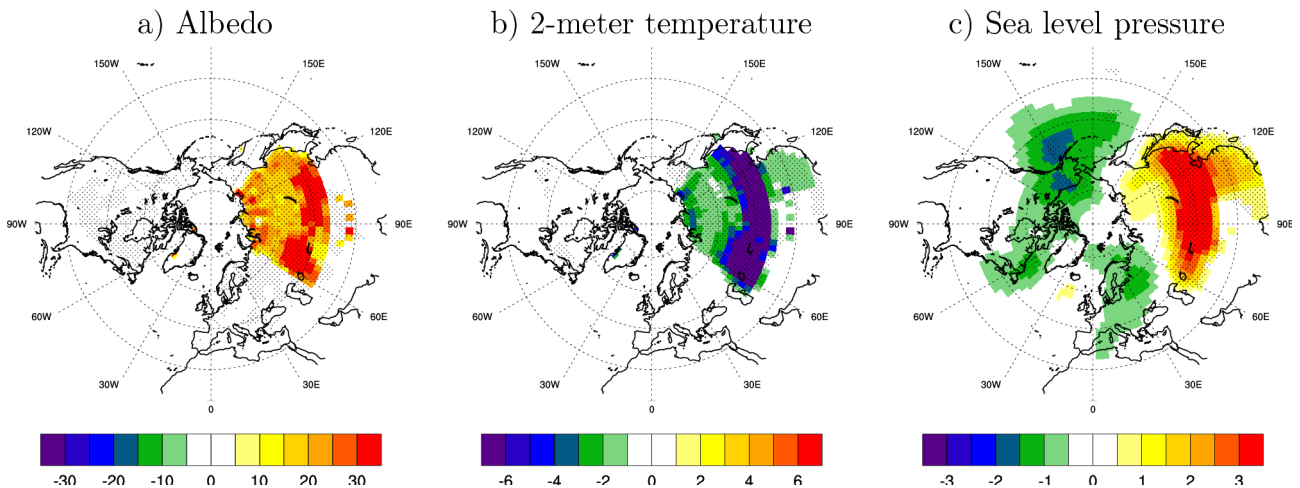 a) Albedo
b) 2-meter temperature
c) Sea level pressure
150W 150E
120W 120E
90W 90E
60W 60E
30W 30E
0
150W 150E
120W 120E
90W 90E
60W 60E
30W 30E
0
150W 150E
120W 120E
90W 90E
60W 60E
30W 30E
0
-30 -20 -10 0 10 20 30
-6 -4 -2 0 2 4 6
-3 -2 -1 0 1 2 3